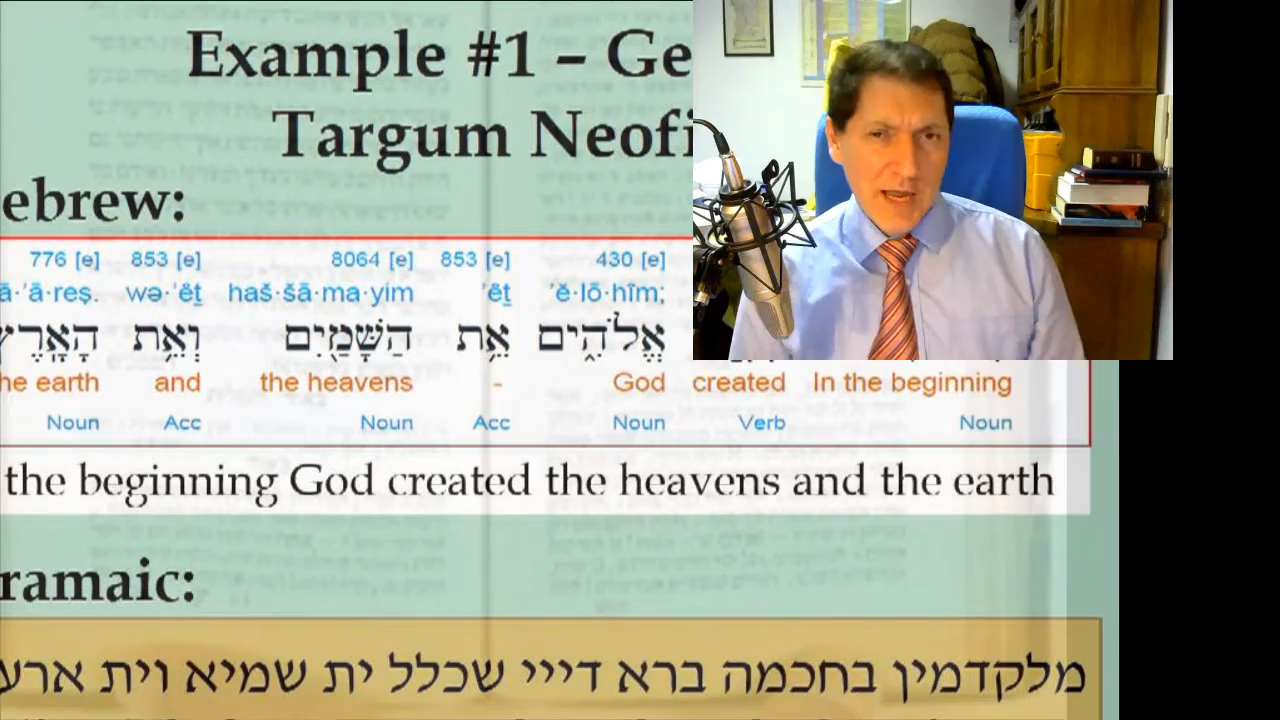 Example #1 – Ge
Targum Neofi
ebrew:
776 [e] 853 [e] 8064 [e] 853 [e] 430 [e]
ā·’ā·reṣ. wə·’êṯ haš·šā·ma·yim ’êṯ ’ĕ·lō·hîm;
אֱלֹהִ֑ים אֵ֥ת הַשָּׁמַ֖יִם וְאֵ֥ת הָאָֽרֶץ
he earth and the heavens - God created In the beginning
Noun Acc Noun Acc Noun Verb Noun
the beginning God created the heavens and the earth
ramaic:
מלקדמין בחכמה ברא דייי שכלל ית שמיא וית ארע